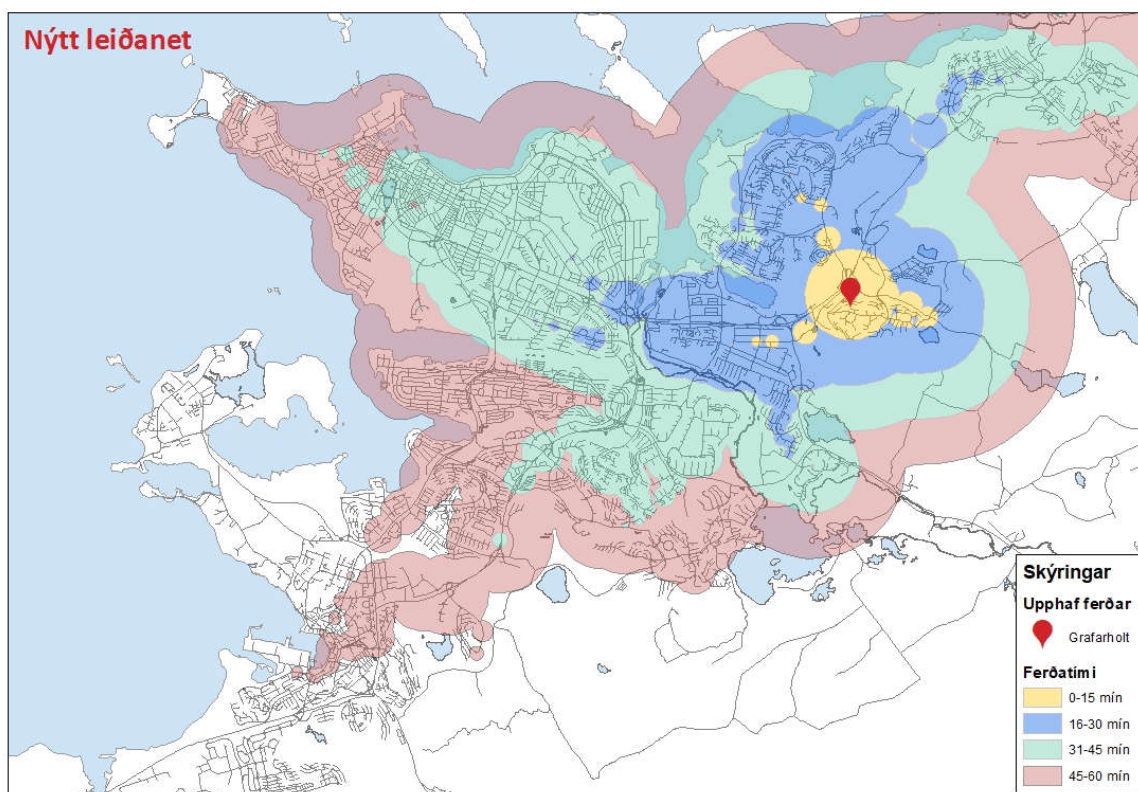 Nýtt leiðanet
Skýringar
Upphaf ferðar
Grafarholt
Ferðatími
0-15 mín
16-30 mín
31-45 mín
45-60 mín